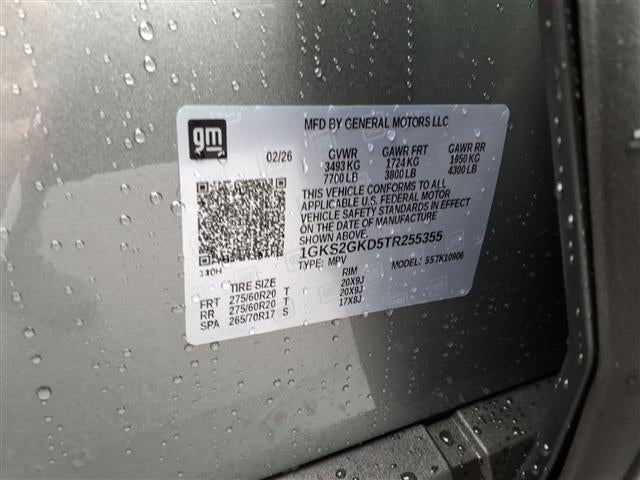 gm
MFD BY GENERAL MOTORS LLC
02/26 GVWR GAWR FRT GAWR RR
3493 KG 1724 KG 1950 KG
7700 LB 3800 LB 4300 LB
THIS VEHICLE CONFORMS TO ALL
APPLICABLE U.S. FEDERAL MOTOR
VEHICLE SAFETY STANDARDS IN EFFECT
ON THE DATE OF MANUFACTURE
SHOWN ABOVE.
1GKS2GKD5TR255355
TYPE: MPV MODEL: 55TK10906
130H
TIRE SIZE RIM
FRT 275/60R20 T 20X9J
RR 275/60R20 T 20X9J
SPA 265/70R17 S 17X8J